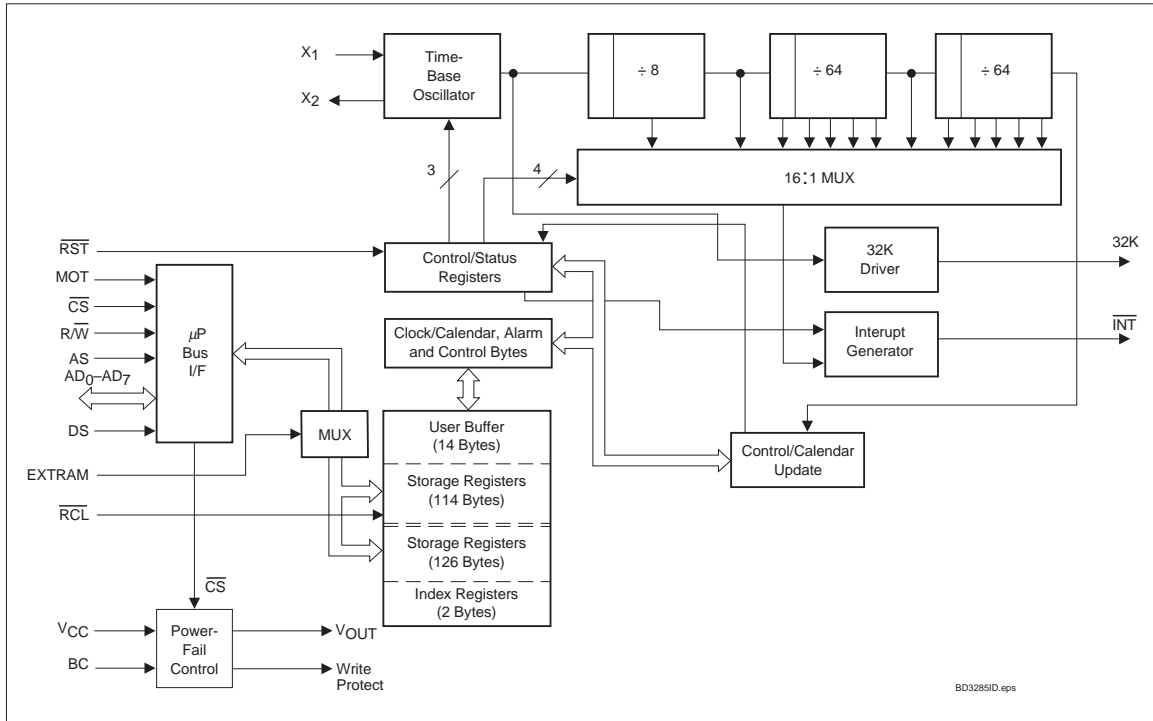 X1
X2
Time-
Base
Oscillator
÷ 8
÷ 64
÷ 64
3
4
16:1 MUX
RST
MOT
CS
R/W
AS
AD0–AD7
DS
EXTRAM
RCL
µP
Bus
I/F
MUX
Control/Status
Registers
Clock/Calendar, Alarm
and Control Bytes
User Buffer
(14 Bytes)
Storage Registers
(114 Bytes)
Storage Registers
(126 Bytes)
Index Registers
(2 Bytes)
32K
Driver
32K
Interupt
Generator
INT
Control/Calendar
Update
CS
VCC
BC
Power-
Fail
Control
VOUT
Write
Protect
BD3285ID.eps